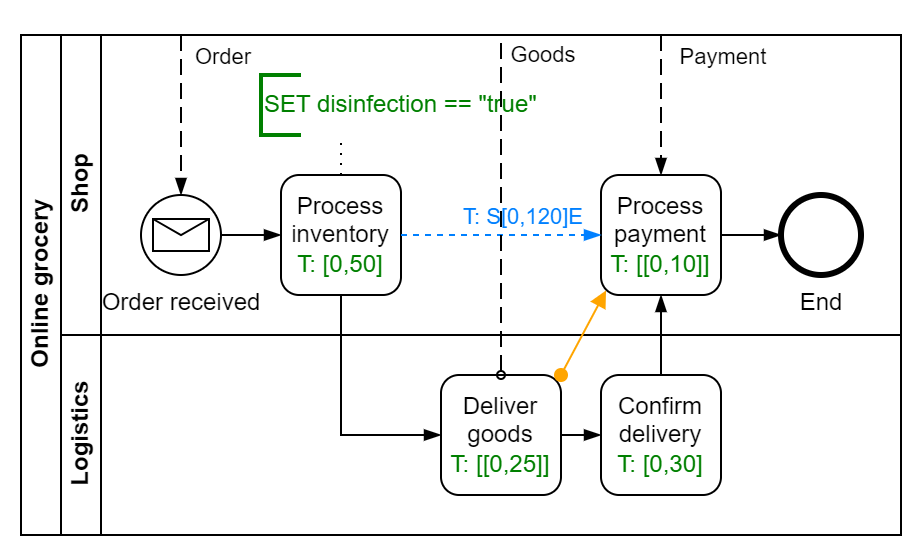 Online grocery
Shop
Order
Goods
Payment
SET disinfection == "true"
Process
inventory
T: [0,50]
T: S[0,120]E
Process
payment
T: [[0,10]]
Order received
End
Logistics
Deliver
goods
T: [[0,25]]
Confirm
delivery
T: [0,30]